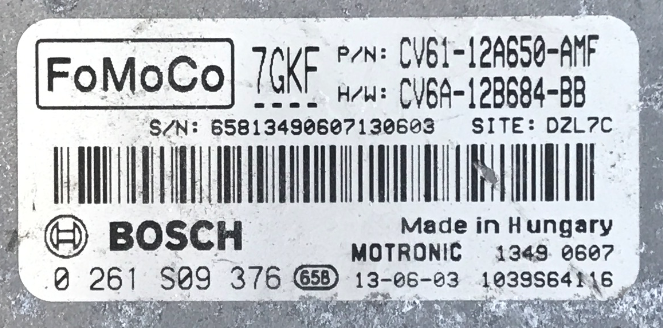 FoMoCo 7GKF P/N: CV61-12A650-AMF
H/W: CV6A-12B684-BB
S/N: 65813490607130603 SITE: DZL7C
BOSCH Made in Hungary
MOTRONIC 1349 0607
0 261 S09 376 658 13-06-03 1039S64116